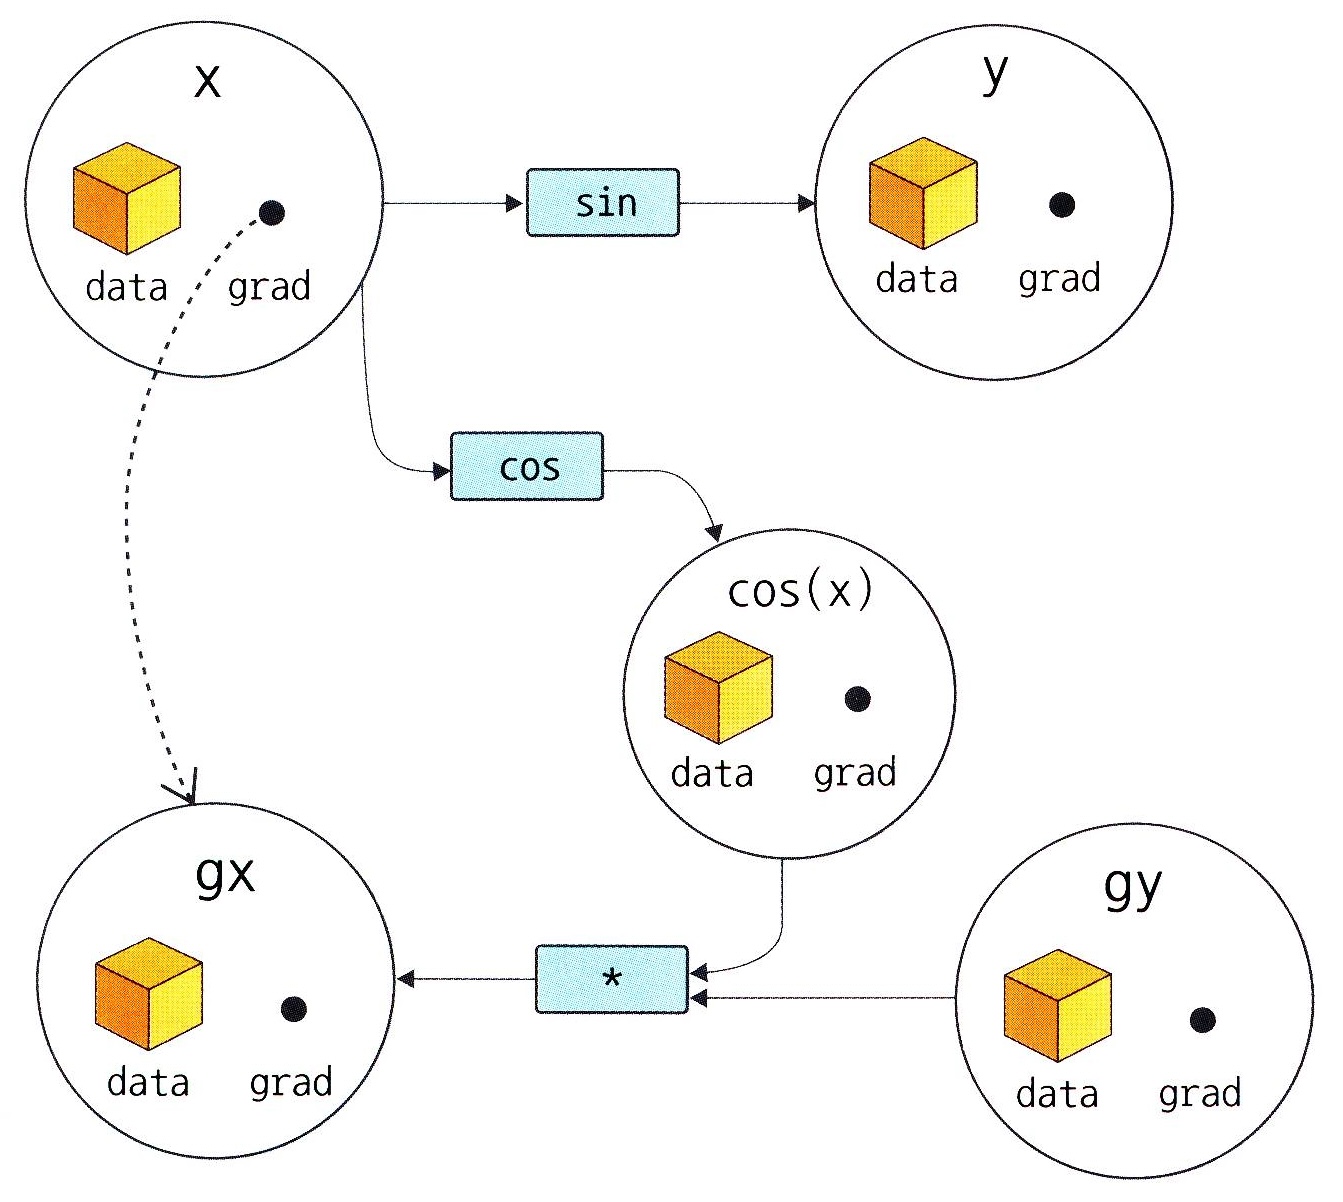 x
data
grad
sin
y
data
grad
cos
cos(x)
data
grad
gx
data
grad
*
gy
data
grad